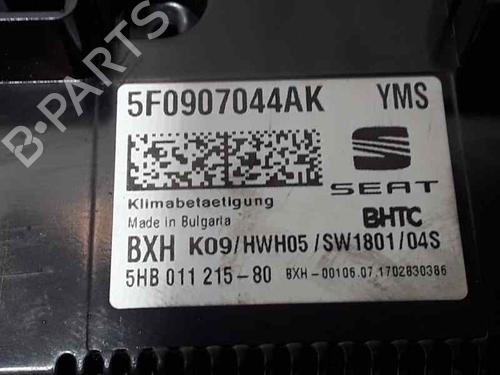 B-PARTS
5F0907044AK YMS
SEAT
Klimabetaetigung
Made in Bulgaria
BHTC
BXH K09/HWH05/SW1801/04S
5HB 011 215-80 BXH-00106.07.1702830386